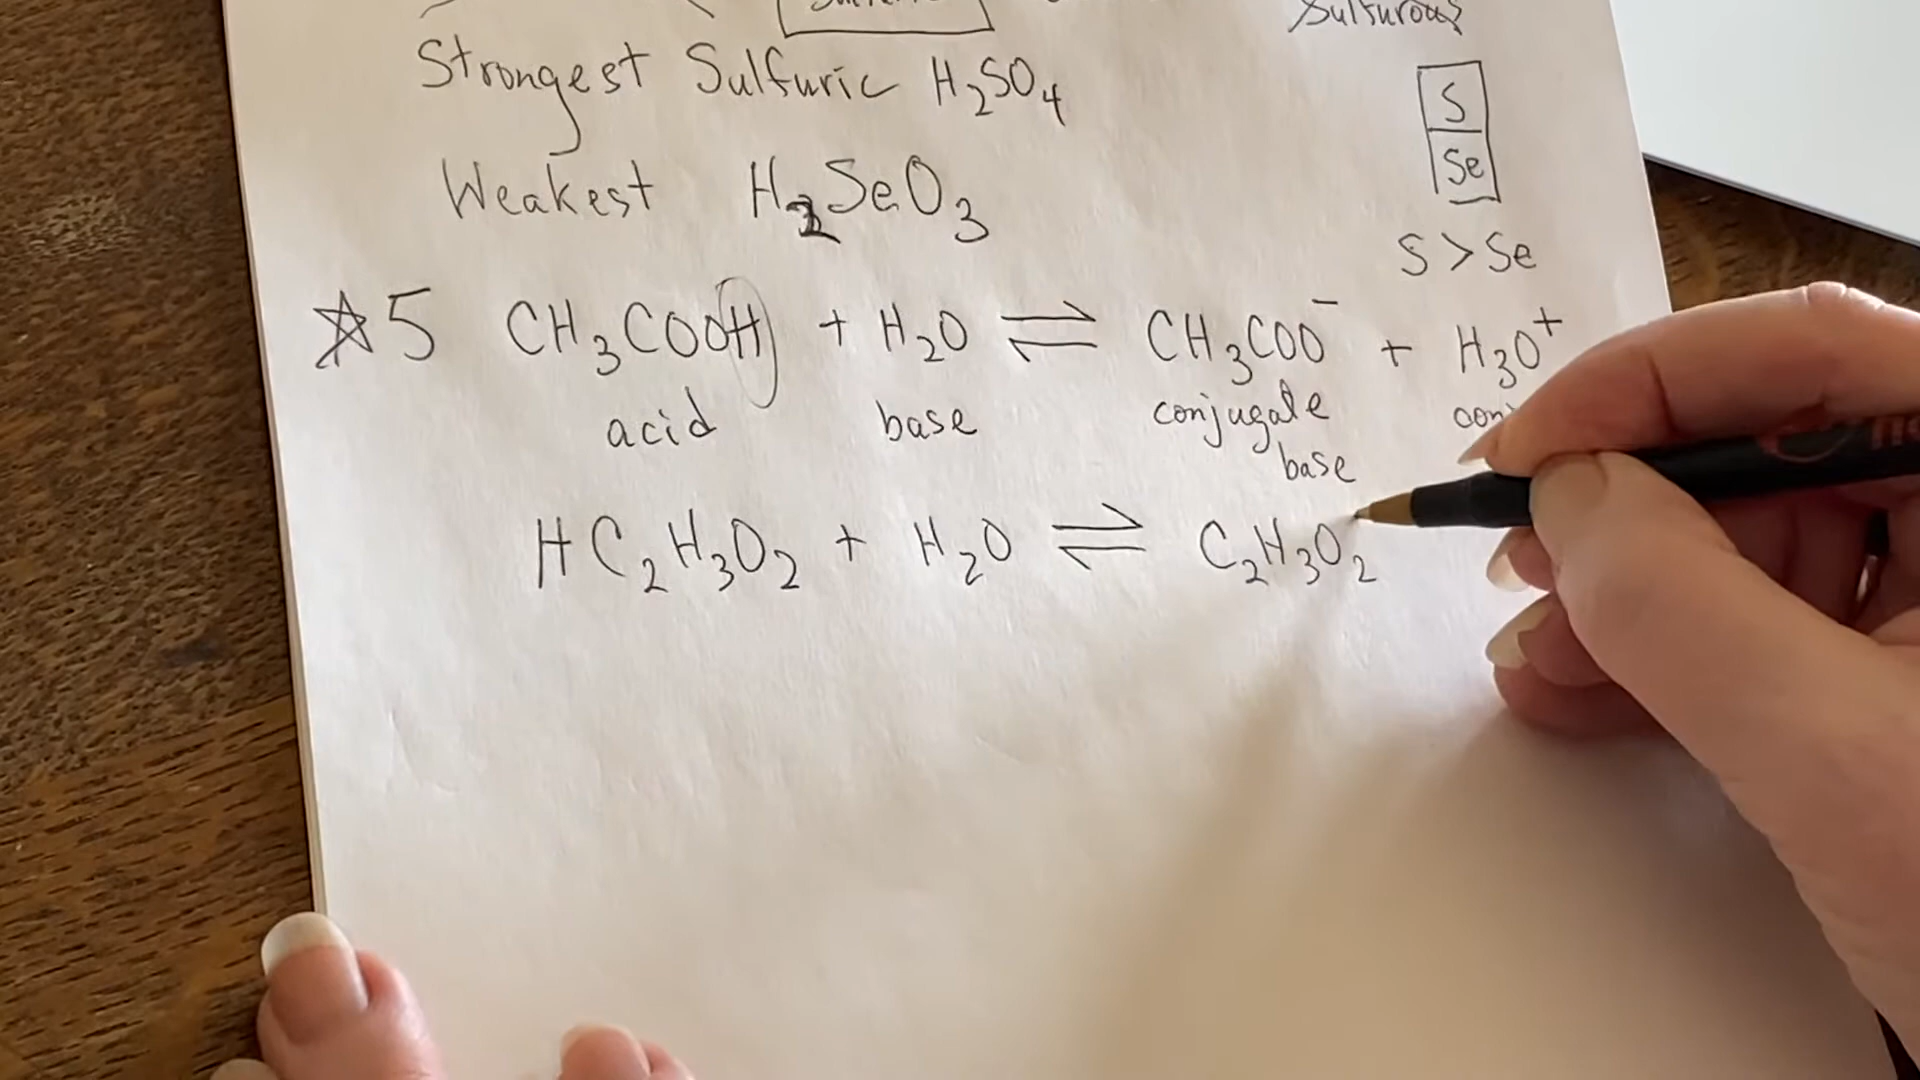 Sulfurous
Strongest Sulfuric H₂SO₄
S
Se
Weakest H₂SeO₃
S > Se
☆5 CH₃COOH + H₂O ⇌ CH₃COO⁻ + H₃O⁺
acid base conjugate
base
HC₂H₃O₂ + H₂O ⇌ C₂H₃O₂